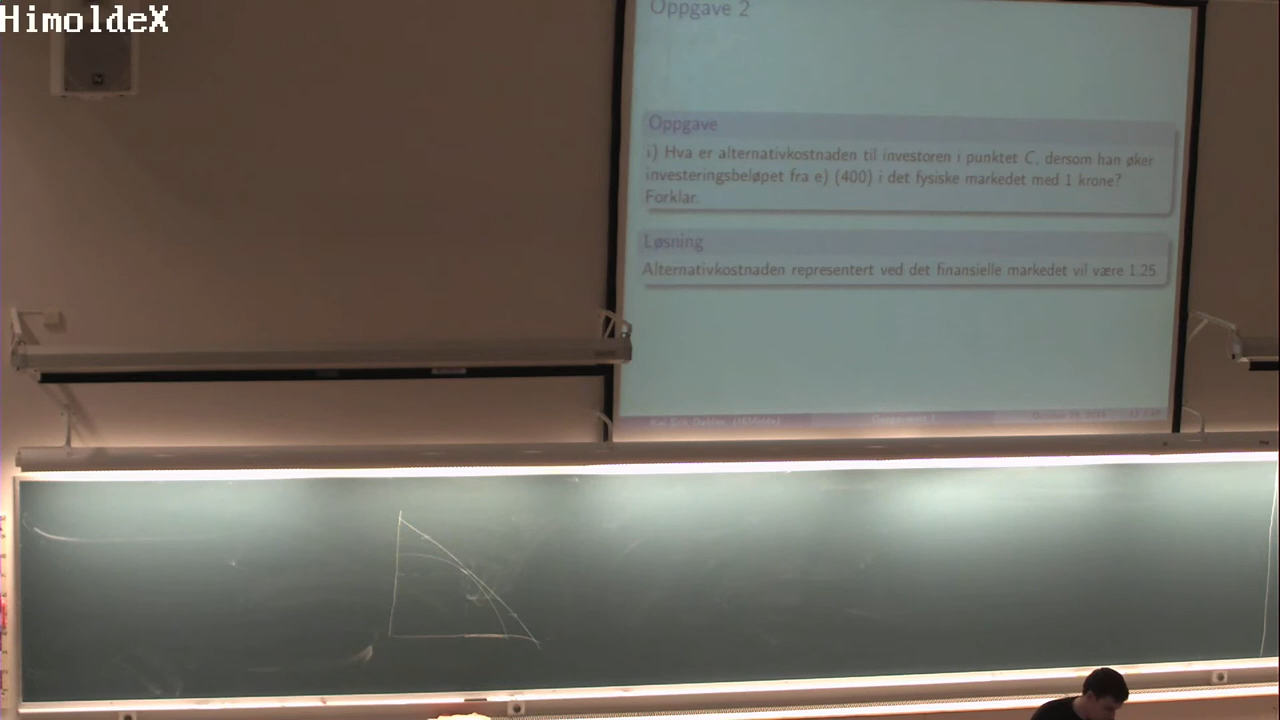 HimoldeX
Oppgave 2
Oppgave
i) Hva er alternativkostnaden til investoren i punktet C, dersom han øker
investeringsbeløpet fra e) (400) i det fysiske markedet med 1 krone?
Forklar.
Løsning
Alternativkostnaden representert ved det finansielle markedet vil være 1.25